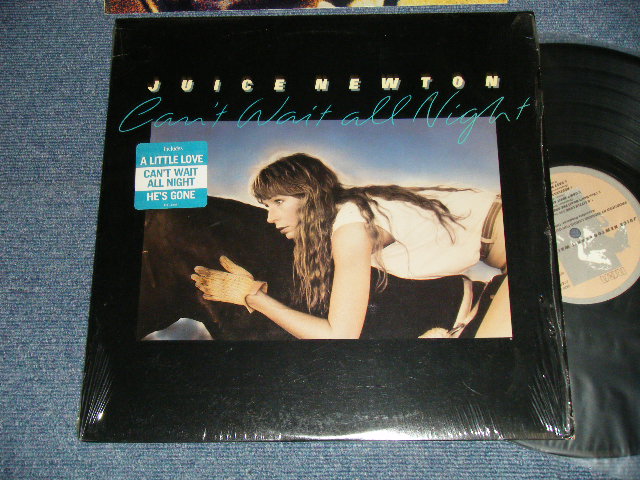 JUICE NEWTON
Can't Wait all Night
Includes
A LITTLE LOVE
CAN'T WAIT
ALL NIGHT
HE'S GONE